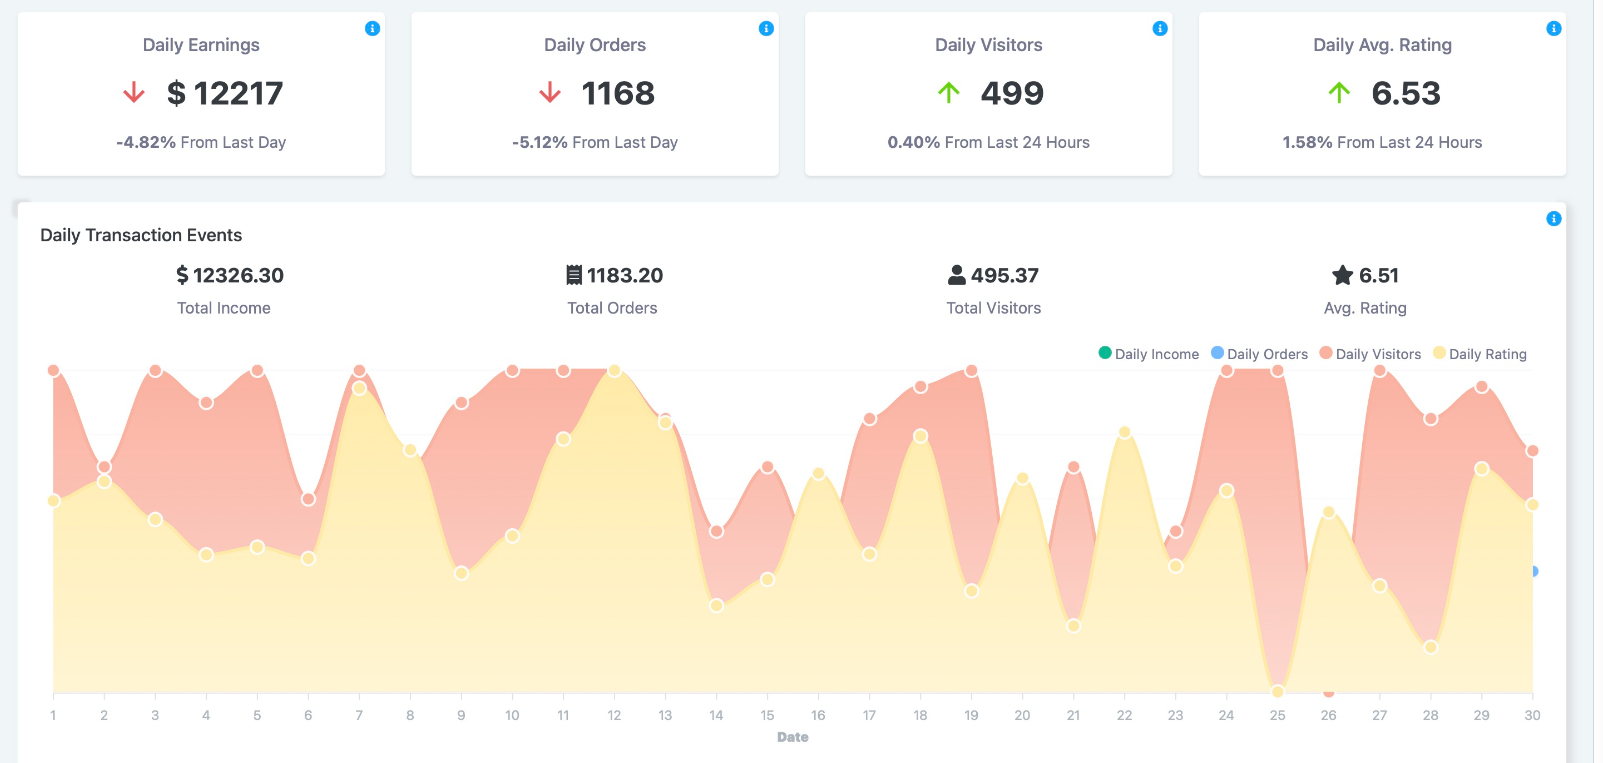 Daily Earnings
$ 12217
-4.82% From Last Day
Daily Orders
1168
-5.12% From Last Day
Daily Visitors
499
0.40% From Last 24 Hours
Daily Avg. Rating
6.53
1.58% From Last 24 Hours
Daily Transaction Events
$ 12326.30
Total Income
1183.20
Total Orders
495.37
Total Visitors
6.51
Avg. Rating
Daily Income Daily Orders Daily Visitors Daily Rating
1 2 3 4 5 6 7 8 9 10 11 12 13 14 15 16 17 18 19 20 21 22 23 24 25 26 27 28 29 30
Date